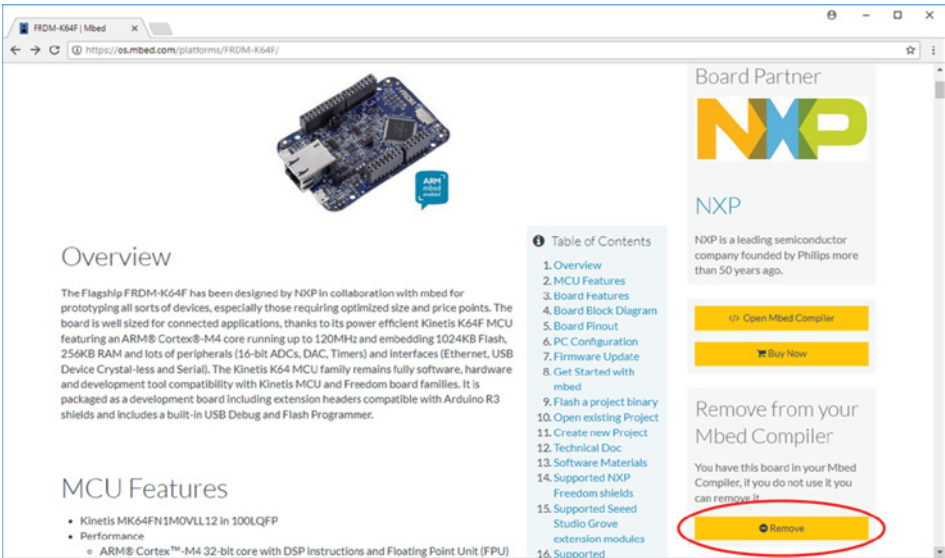 FRDM-K64F | Mbed
https://os.mbed.com/platforms/FRDM-K64F/
ARM
mbed
enabled
Overview
The Flagship FRDM-K64F has been designed by NXP in collaboration with mbed for
prototyping all sorts of devices, especially those requiring optimized size and price points. The
board is well sized for connected applications, thanks to its power efficient Kinetis K64F MCU
featuring an ARM® Cortex®-M4 core running up to 120MHz and embedding 1024KB Flash,
256KB RAM and lots of peripherals (16-bit ADCs, DAC, Timers) and interfaces (Ethernet, USB
Device Crystal-less and Serial). The Kinetis K64 MCU family remains fully software, hardware
and development tool compatibility with Kinetis MCU and Freedom board families. It is
packaged as a development board including extension headers compatible with Arduino R3
shields and includes a built-in USB Debug and Flash Programmer.
MCU Features
Kinetis MK64FN1M0VLL12 in 100LQFP
Performance
ARM® Cortex™-M4 32-bit core with DSP instructions and Floating Point Unit (FPU)
Table of Contents
1. Overview
2. MCU Features
3. Board Features
4. Board Block Diagram
5. Board Pinout
6. PC Configuration
7. Firmware Update
8. Get Started with
mbed
9. Flash a project binary
10. Open existing Project
11. Create new Project
12. Technical Doc
13. Software Materials
14. Supported NXP
Freedom shields
15. Supported Seeed
Studio Grove
extension modules
16. Supported
Board Partner
NXP
NXP
NXP is a leading semiconductor
company founded by Philips more
than 50 years ago.
</> Open Mbed Compiler
Buy Now
Remove from your
Mbed Compiler
You have this board in your Mbed
Compiler, if you do not use it you
can remove it
Remove